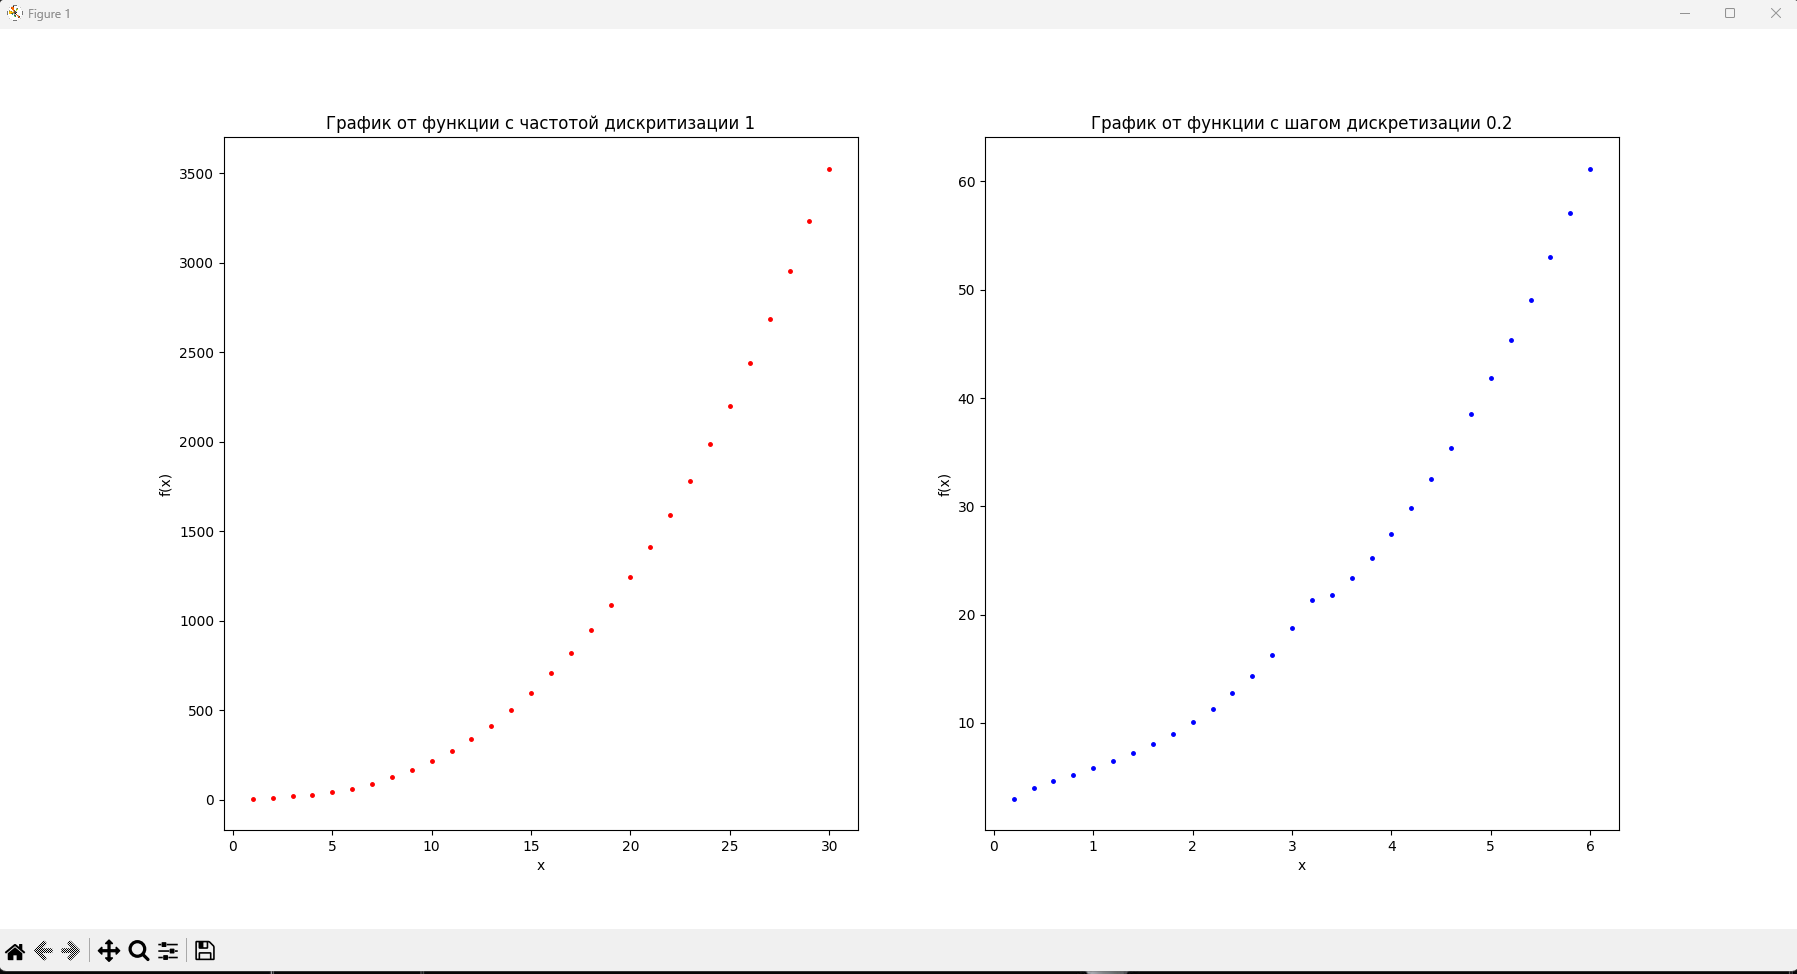 Figure 1
График от функции с частотой дискритизации 1
3500
3000
2500
2000
1500
1000
500
0
f(x)
0 5 10 15 20 25 30
x
График от функции с шагом дискретизации 0.2
60
50
40
30
20
10
f(x)
0 1 2 3 4 5 6
x